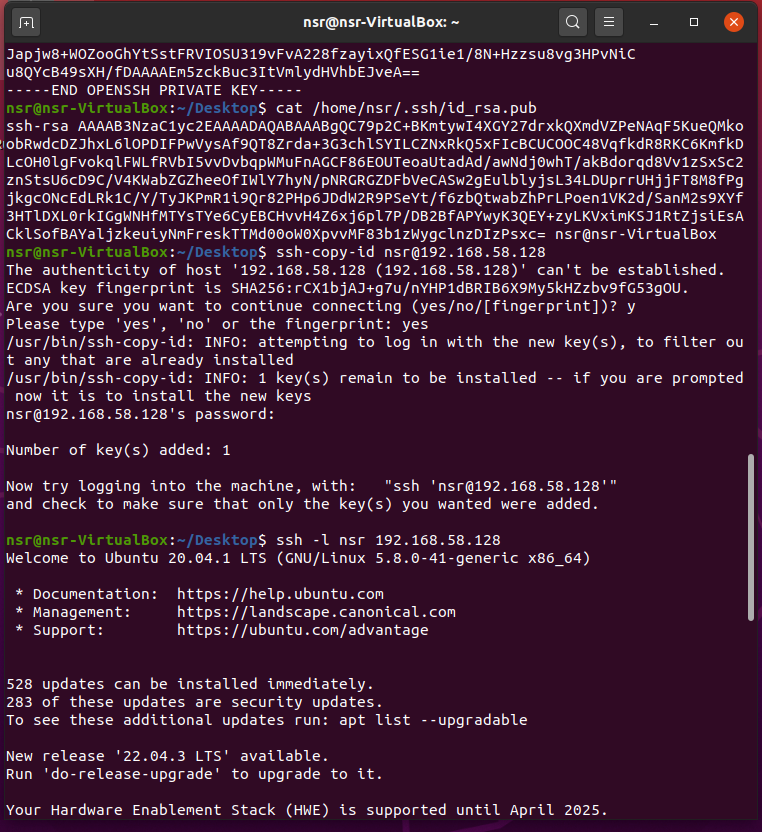 nsr@nsr-VirtualBox: ~
Japjw8+WOZooGhYtSstFRVIOSU319vFvA228fzayixQfESG1ie1/8N+Hzzsu8vg3HPvNiC
u8QYcB49sXH/fDAAAAEm5zckBuc3ItVmlydHVhbEJveA==
-----END OPENSSH PRIVATE KEY-----
nsr@nsr-VirtualBox:~/Desktop$ cat /home/nsr/.ssh/id_rsa.pub
ssh-rsa AAAAB3NzaC1yc2EAAAADAQABAAABgQC79p2C+BKmtywI4XGY27drxkQXmdVZPeNAqF5KueQMko
obRwdcDZJhxL6lOPDIFPwVysAf9QT8Zrda+3G3chlSYILCZNxRkQ5xFIcBCUCOOC48VqfkdR8RKC6KmfkD
LcOH0lgFvokqlFWLfRVbI5vvDvbqpWMuFnAGCF86EOUTeoaUtadAd/awNdj0whT/akBdorqd8Vv1zSxSc2
znStsU6cD9C/V4KWabZGZheeOfIWlY7hyN/pNRGRGZDFbVeCASw2gEulblyjsL34LDUprrUHjjFT8M8fPg
jkgcONcEdLRk1C/Y/TyJKPmR1i9Qr82PHp6JDdW2R9PSeYt/f6zbQtwabZhPrLPoen1VK2d/SanM2s9XYf
3HTlDXL0rkIGgWNHfMTYsTYe6CyEBCHvvH4Z6xj6pl7P/DB2BfAPYwyK3QEY+zyLKVximKSJ1RtZjsiEsA
CklSofBAYaljzkeuiyNmFreskTTMd00oW0XpvvMF83b1zWygclnzDIzPsxc= nsr@nsr-VirtualBox
nsr@nsr-VirtualBox:~/Desktop$ ssh-copy-id nsr@192.168.58.128
The authenticity of host '192.168.58.128 (192.168.58.128)' can't be established.
ECDSA key fingerprint is SHA256:rCX1bjAJ+g7u/nYHP1dBRIB6X9My5kHZzbv9fG53gOU.
Are you sure you want to continue connecting (yes/no/[fingerprint])? y
Please type 'yes', 'no' or the fingerprint: yes
/usr/bin/ssh-copy-id: INFO: attempting to log in with the new key(s), to filter ou
t any that are already installed
/usr/bin/ssh-copy-id: INFO: 1 key(s) remain to be installed -- if you are prompted
 now it is to install the new keys
nsr@192.168.58.128's password:
Number of key(s) added: 1
Now try logging into the machine, with:   "ssh 'nsr@192.168.58.128'"
and check to make sure that only the key(s) you wanted were added.
nsr@nsr-VirtualBox:~/Desktop$ ssh -l nsr 192.168.58.128
Welcome to Ubuntu 20.04.1 LTS (GNU/Linux 5.8.0-41-generic x86_64)
 * Documentation:  https://help.ubuntu.com
 * Management:     https://landscape.canonical.com
 * Support:        https://ubuntu.com/advantage
528 updates can be installed immediately.
283 of these updates are security updates.
To see these additional updates run: apt list --upgradable
New release '22.04.3 LTS' available.
Run 'do-release-upgrade' to upgrade to it.
Your Hardware Enablement Stack (HWE) is supported until April 2025.